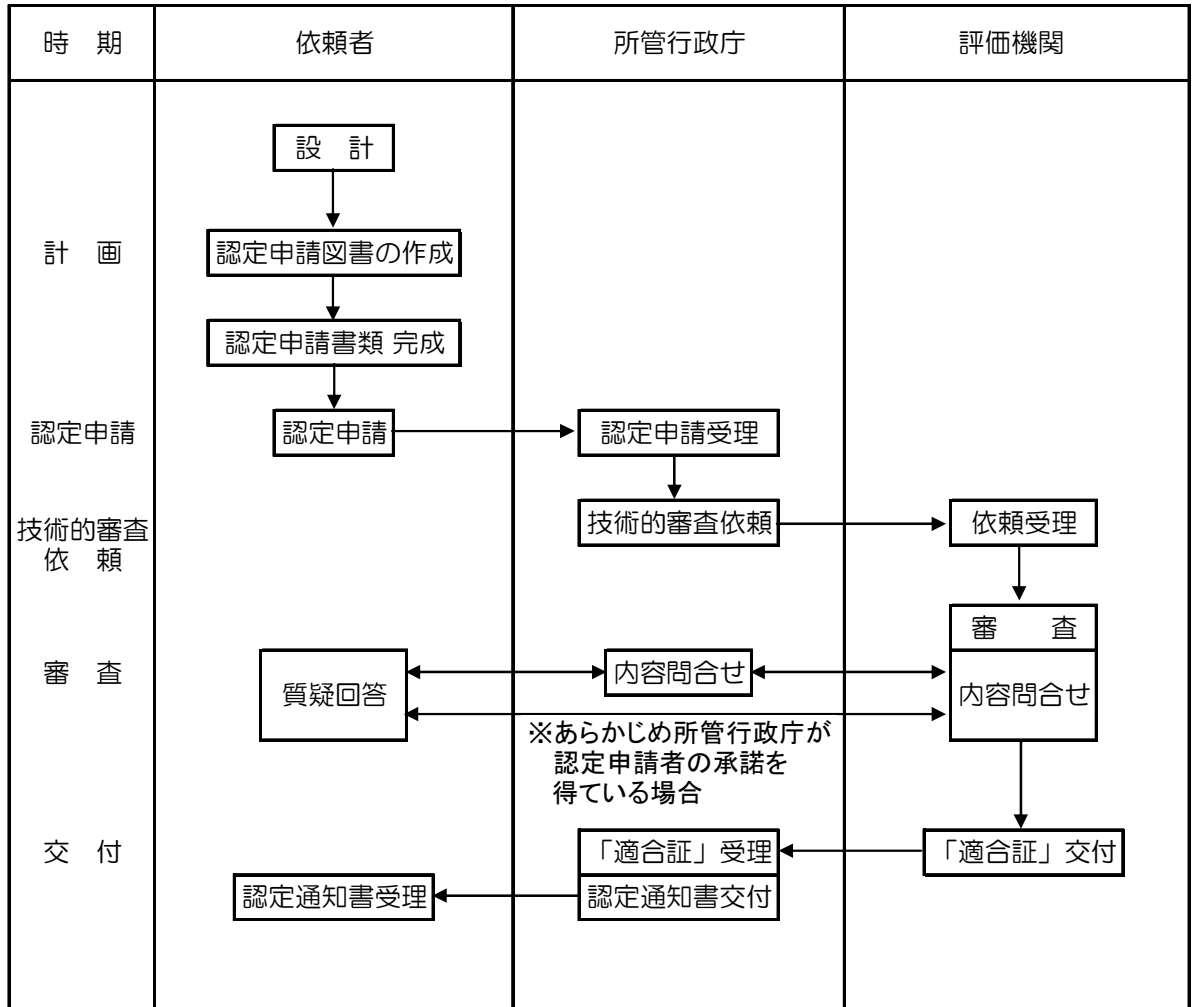 時　期
依頼者
所管行政庁
評価機関
設　計
計　画
認定申請図書の作成
認定申請書類 完成
認定申請
認定申請
認定申請受理
技術的審査
依　頼
技術的審査依頼
依頼受理
審　査
審　　査
質疑回答
内容問合せ
内容問合せ
※あらかじめ所管行政庁が
認定申請者の承諾を
得ている場合
交　付
「適合証」受理
「適合証」交付
認定通知書受理
認定通知書交付